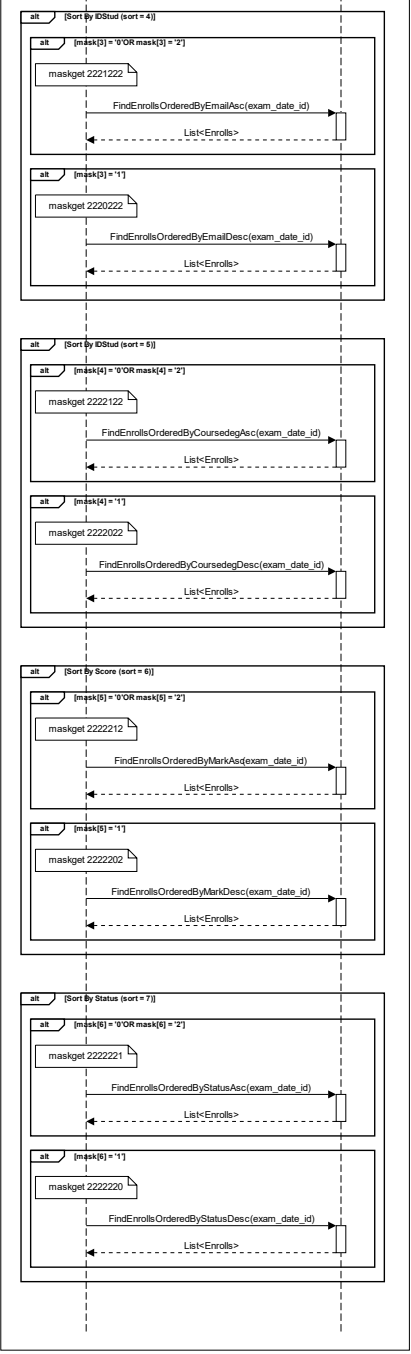 alt [Sort By IDStud (sort = 4)]
alt [mask[3] = '0'OR mask[3] = '2']
maskget 2221222
FindEnrollsOrderedByEmailAsc(exam_date_id)
List<Enrolls>
alt [mask[3] = '1']
maskget 2220222
FindEnrollsOrderedByEmailDesc(exam_date_id)
List<Enrolls>
alt [Sort By IDStud (sort = 5)]
alt [mask[4] = '0'OR mask[4] = '2']
maskget 2222122
FindEnrollsOrderedByCoursedegAsc(exam_date_id)
List<Enrolls>
alt [mask[4] = '1']
maskget 2222022
FindEnrollsOrderedByCoursedegDesc(exam_date_id)
List<Enrolls>
alt [Sort By Score (sort = 6)]
alt [mask[5] = '0'OR mask[5] = '2']
maskget 2222212
FindEnrollsOrderedByMarkAsc(exam_date_id)
List<Enrolls>
alt [mask[5] = '1']
maskget 2222202
FindEnrollsOrderedByMarkDesc(exam_date_id)
List<Enrolls>
alt [Sort By Status (sort = 7)]
alt [mask[6] = '0'OR mask[6] = '2']
maskget 2222221
FindEnrollsOrderedByStatusAsc(exam_date_id)
List<Enrolls>
alt [mask[6] = '1']
maskget 2222220
FindEnrollsOrderedByStatusDesc(exam_date_id)
List<Enrolls>